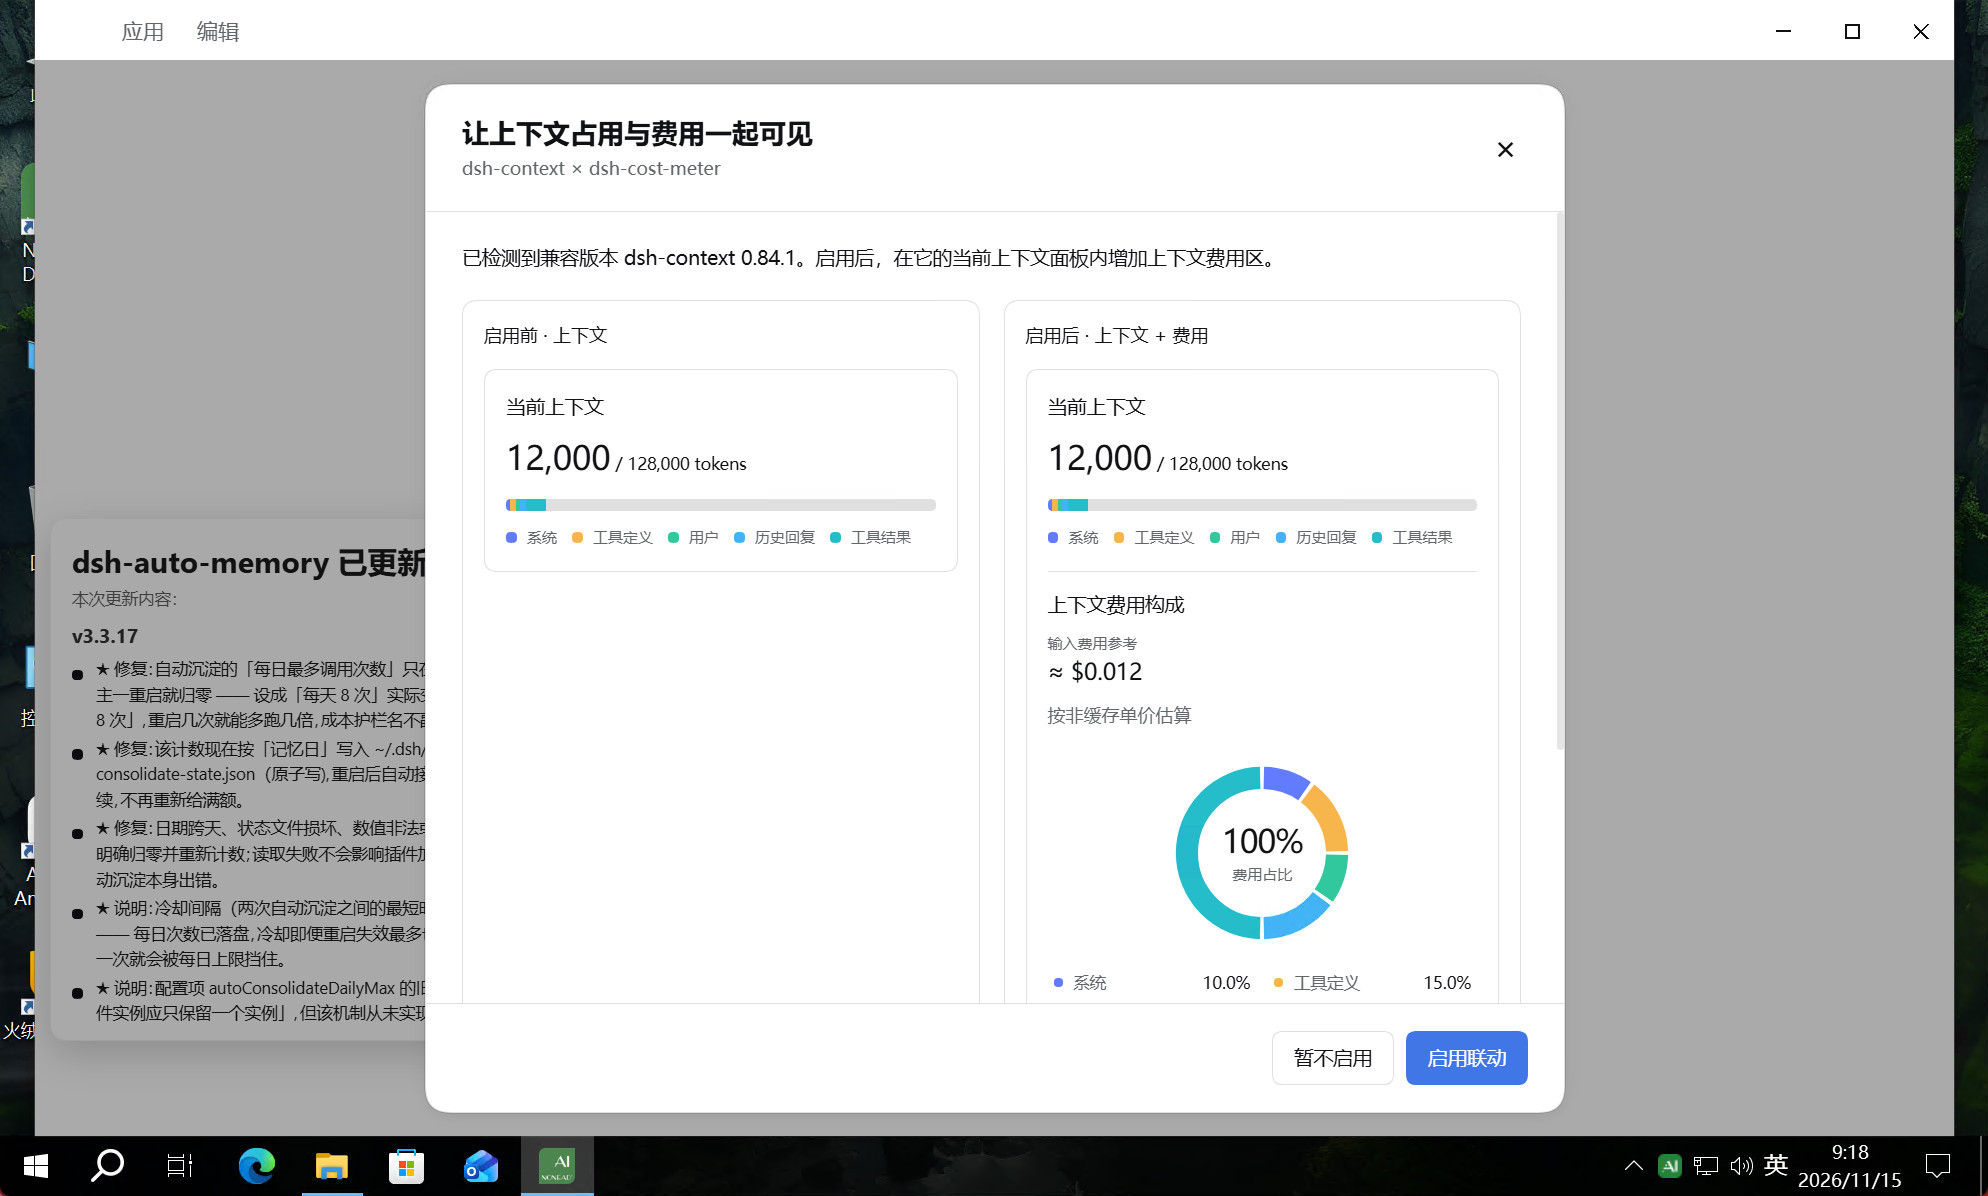 应用 编辑
让上下文占用与费用一起可见
dsh-context × dsh-cost-meter
已检测到兼容版本 dsh-context 0.84.1。启用后，在它的当前上下文面板内增加上下文费用区。
启用前 · 上下文
当前上下文
12,000 / 128,000 tokens
系统 工具定义 用户 历史回复 工具结果
启用后 · 上下文 + 费用
当前上下文
12,000 / 128,000 tokens
系统 工具定义 用户 历史回复 工具结果
上下文费用构成
输入费用参考
≈ $0.012
按非缓存单价估算
100%
费用占比
系统 10.0% 工具定义 15.0%
暂不启用 启用联动
dsh-auto-memory 已更新
本次更新内容:
v3.3.17
★ 修复:自动沉淀的「每日最多调用次数」只在
主一重启就归零 —— 设成「每天 8 次」实际
8 次」,重启几次就能多跑几倍,成本护栏名不
★ 修复:该计数现在按「记忆日」写入 ~/.dsh/
consolidate-state.json（原子写),重启后自动接
续,不再重新给满额。
★ 修复:日期跨天、状态文件损坏、数值非法或
明确归零并重新计数;读取失败不会影响插件加
动沉淀本身出错。
★ 说明:冷却间隔（两次自动沉淀之间的最短时
—— 每日次数已落盘,冷却即便重启失效最多
一次就会被每日上限挡住。
★ 说明:配置项 autoConsolidateDailyMax 的旧
件实例应只保留一个实例」,但该机制从未实现
N
D
控
A
An
火绒
AI
NONEAD
AI
英
9:18
2026/11/15